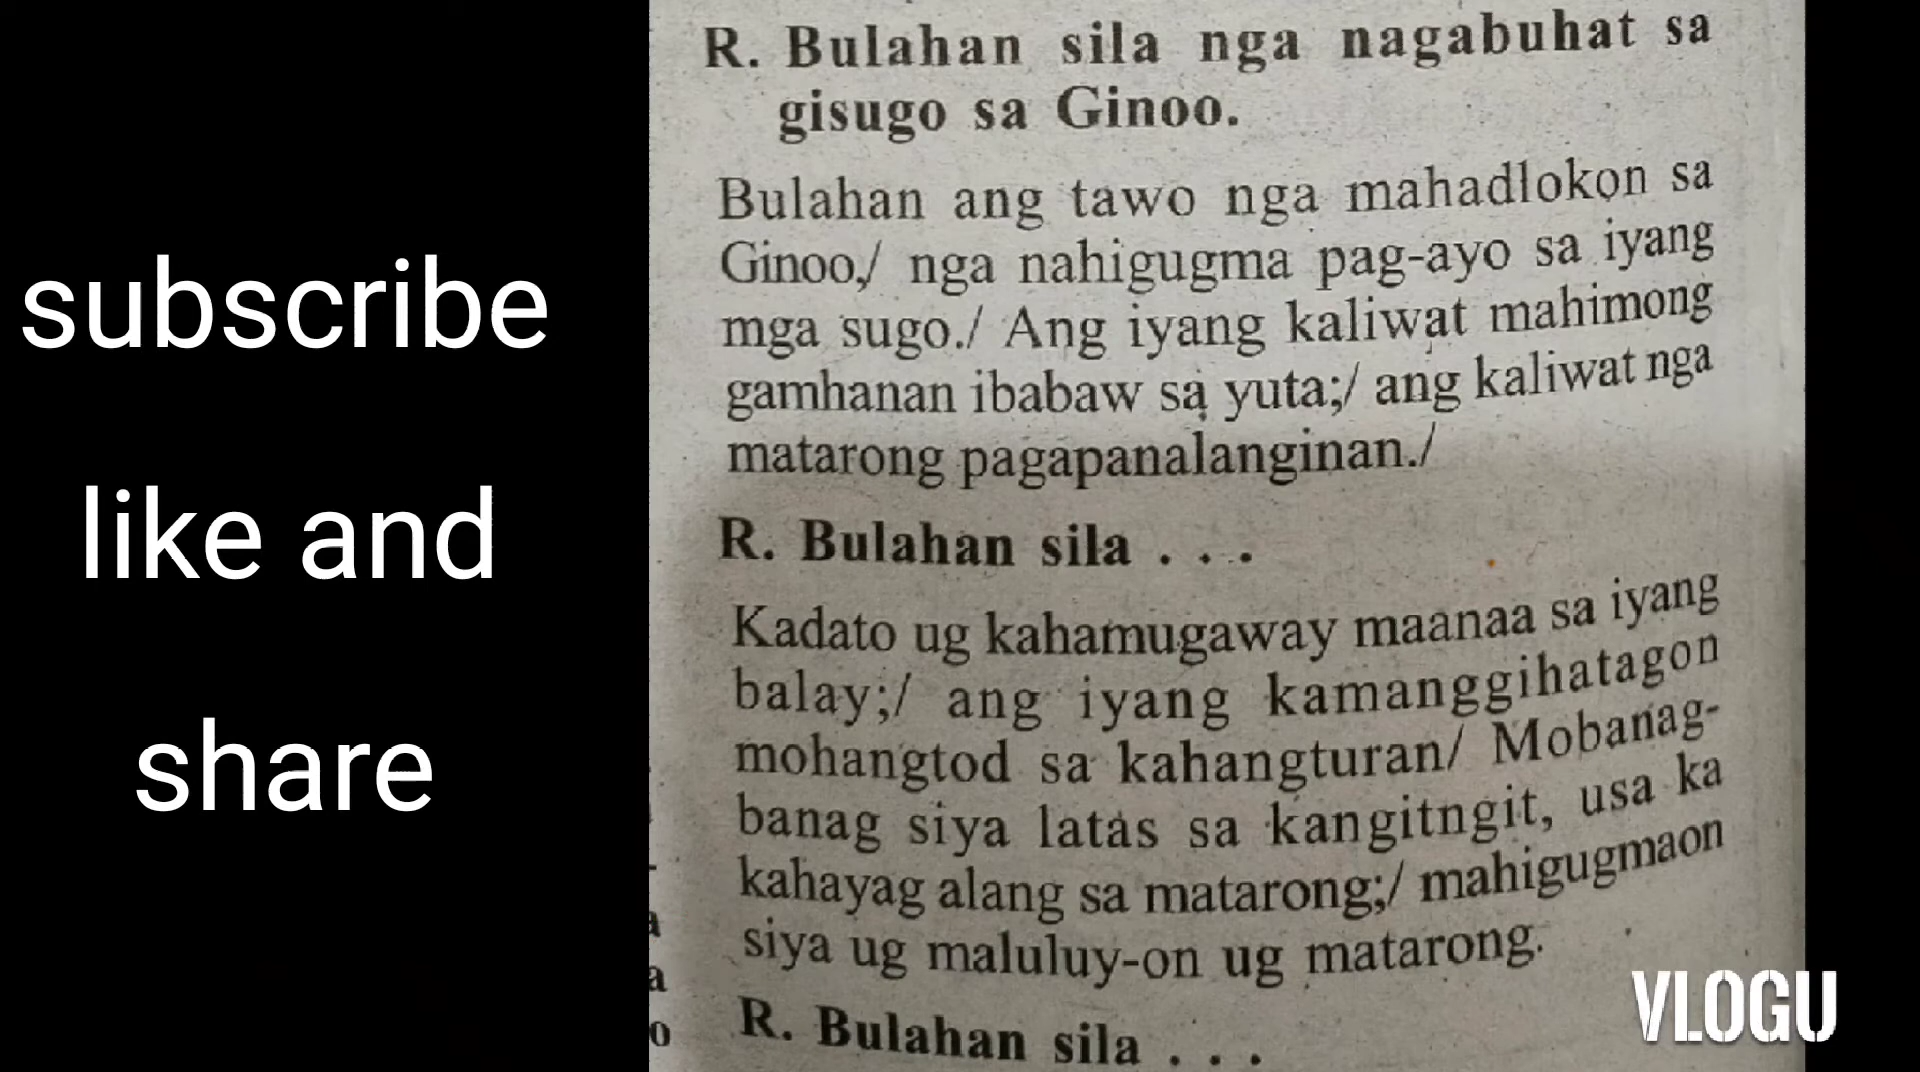 subscribe
like and
share
R. Bulahan sila nga nagabuhat sa
gisugo sa Ginoo.
Bulahan ang tawo nga mahadlokon sa
Ginoo,/ nga nahigugma pag-ayo sa iyang
mga sugo./ Ang iyang kaliwat mahimong
gamhanan ibabaw sa yuta;/ ang kaliwat nga
matarong pagapanalanginan./
R. Bulahan sila . . .
Kadato ug kahamugaway maanaa sa iyang
balay;/ ang iyang kamanggihatagon
mohangtod sa kahangturan/ Mobanag-
banag siya latas sa kangitngit, usa ka
kahayag alang sa matarong;/ mahigugmaon
siya ug maluluy-on ug matarong.
R. Bulahan sila . . .
a
a
o
VLOGU